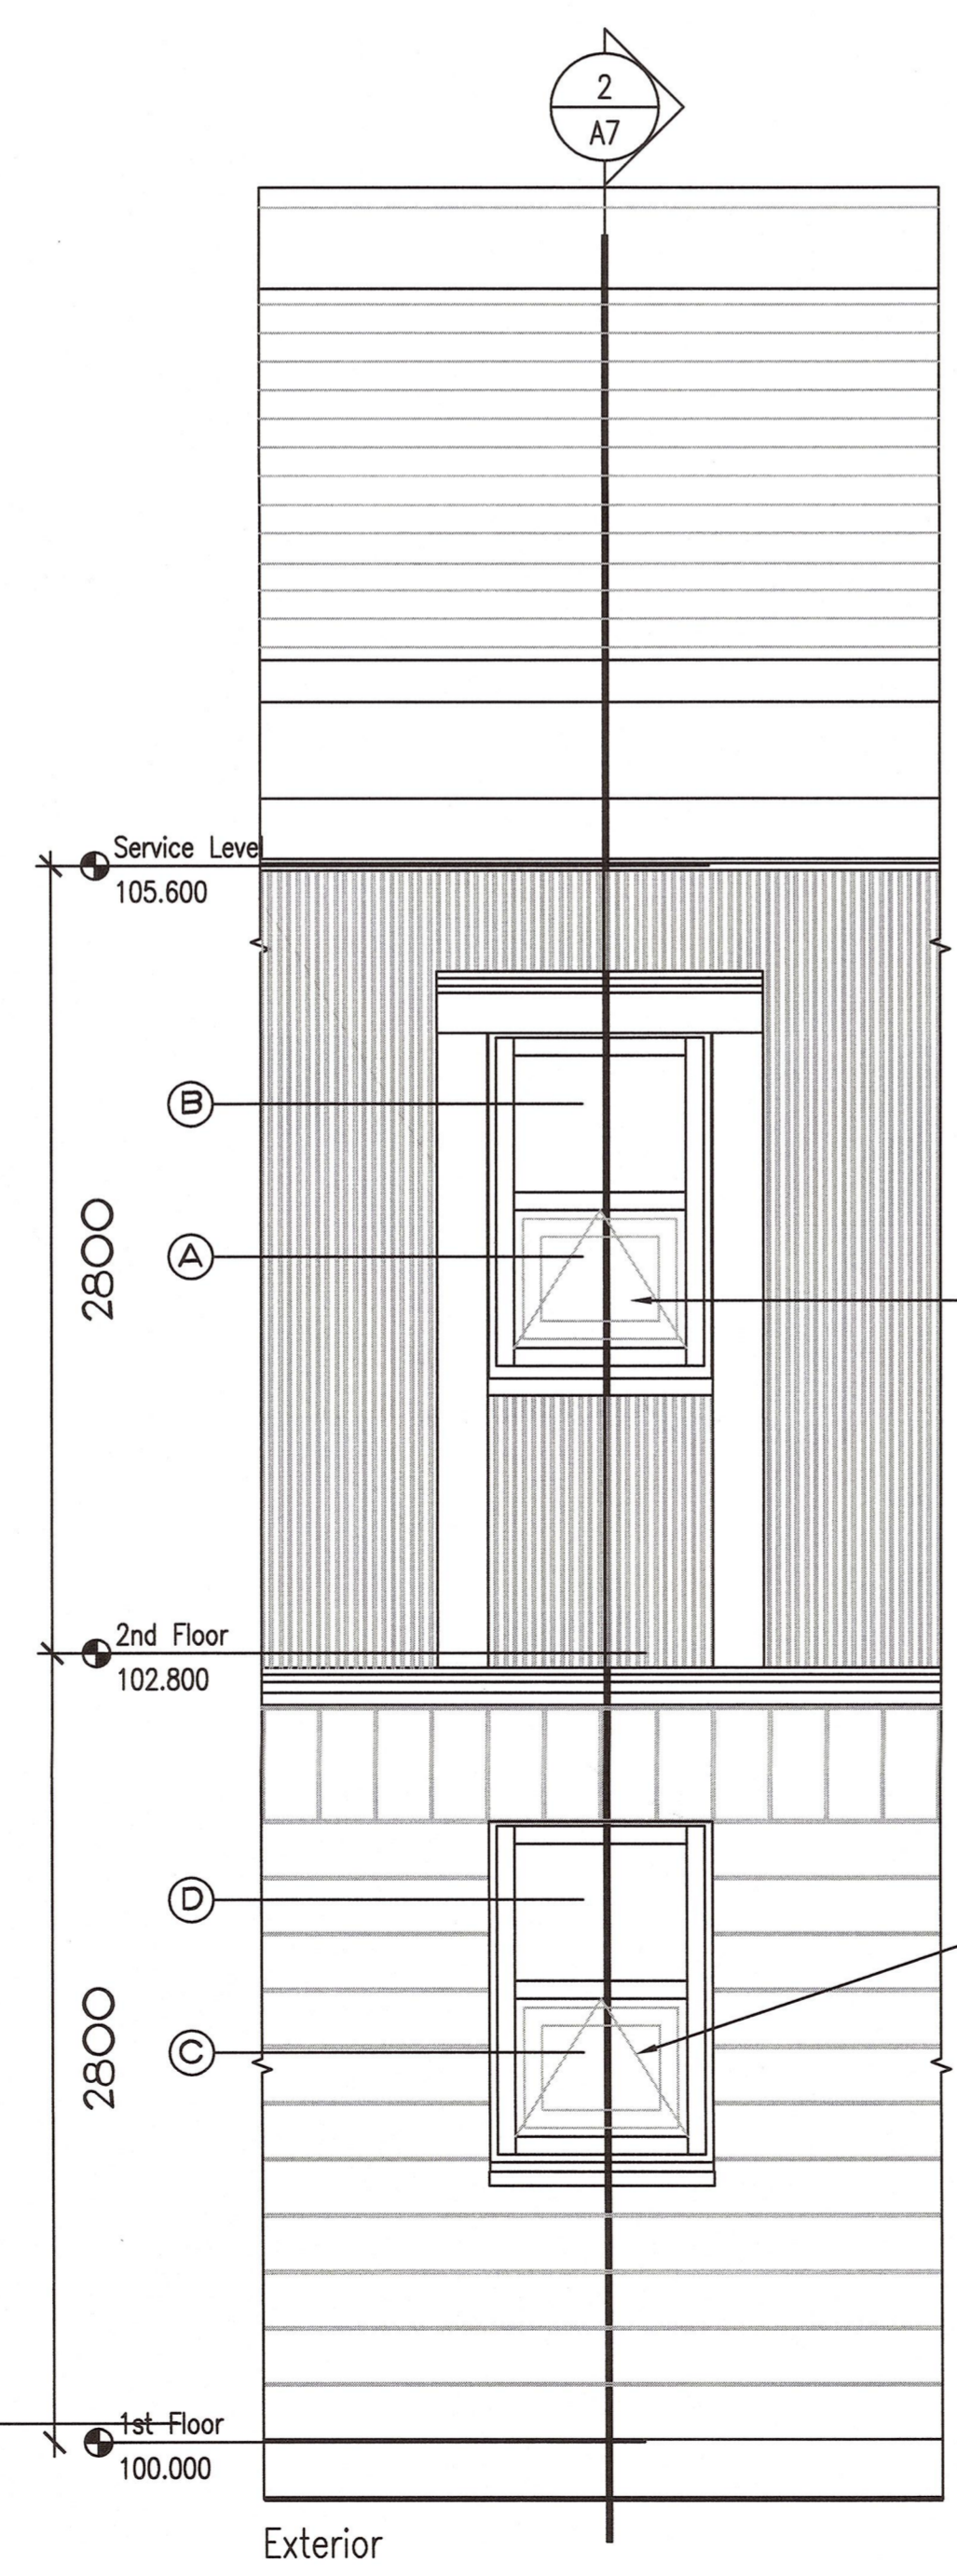 2
A7
Service Level
105.600
B
2800
A
2nd Floor
102.800
D
2800
C
1st Floor
100.000
Exterior